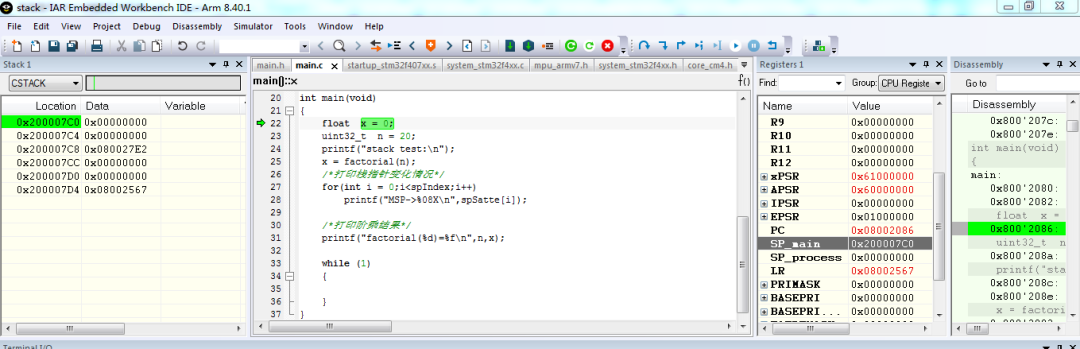 stack - IAR Embedded Workbench IDE - Arm 8.40.1
File Edit View Project Debug Disassembly Simulator Tools Window Help
Stack 1
CSTACK
Location Data Variable
0x200007C0 0x00000000
0x200007C4 0x00000000
0x200007C8 0x080027E2
0x200007CC 0x00000000
0x200007D0 0x00000000
0x200007D4 0x08002567
main.h main.c startup_stm32f407xx.s system_stm32f4xx.c mpu_armv7.h system_stm32f4xx.h core_cm4.h
main()::x f()
20 int main(void)
21 {
22 float x = 0;
23 uint32_t n = 20;
24 printf("stack test:\n");
25 x = factorial(n);
26 /*打印栈指针变化情况*/
27 for(int i = 0;i<spIndex;i++)
28 printf("MSP->%08X\n",spSatte[i]);
29
30 /*打印阶乘结果*/
31 printf("factorial(%d)=%f\n",n,x);
32
33 while (1)
34 {
35
36 }
37 }
Registers 1
Find: Group: CPU Registe
Name Value
R9 0x00000000
R10 0x00000000
R11 0x00000000
R12 0x00000000
xPSR 0x61000000
APSR 0x60000000
IPSR 0x00000000
EPSR 0x01000000
PC 0x08002086
SP_main 0x200007C0
SP_process 0x00000000
LR 0x08002567
PRIMASK 0x00000000
BASEPRI 0x00000000
BASEPRI... 0x00000000
Disassembly
Go to
Disassembly
0x800'207c:
0x800'207e:
int main(void)
{
main:
0x800'2080:
0x800'2082:
float x =
0x800'2086:
uint32_t n
0x800'208a:
printf("sta
0x800'208c:
0x800'208e:
x = factori
Terminal I/O